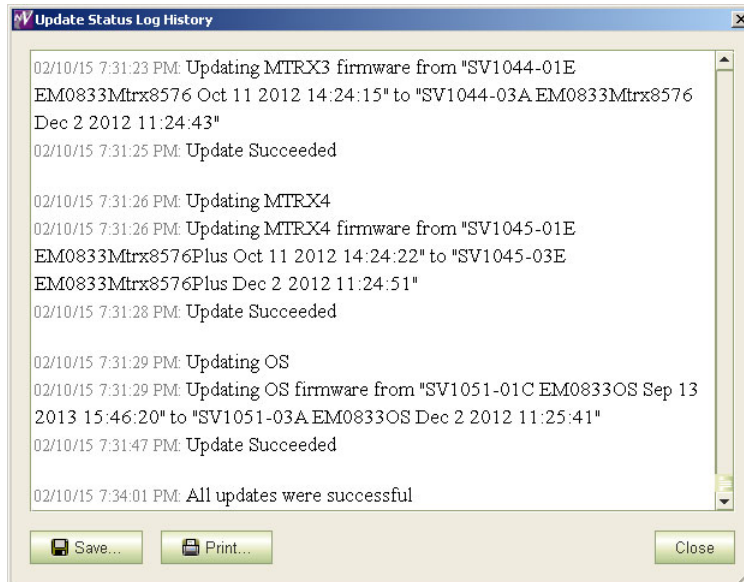 Update Status Log History
02/10/15 7:31:23 PM: Updating MTRX3 firmware from "SV1044-01E
EM0833Mtrx8576 Oct 11 2012 14:24:15" to "SV1044-03A EM0833Mtrx8576
Dec 2 2012 11:24:43"
02/10/15 7:31:25 PM: Update Succeeded
02/10/15 7:31:26 PM: Updating MTRX4
02/10/15 7:31:26 PM: Updating MTRX4 firmware from "SV1045-01E
EM0833Mtrx8576Plus Oct 11 2012 14:24:22" to "SV1045-03E
EM0833Mtrx8576Plus Dec 2 2012 11:24:51"
02/10/15 7:31:28 PM: Update Succeeded
02/10/15 7:31:29 PM: Updating OS
02/10/15 7:31:29 PM: Updating OS firmware from "SV1051-01C EM0833OS Sep 13
2013 15:46:20" to "SV1051-03A EM0833OS Dec 2 2012 11:25:41"
02/10/15 7:31:47 PM: Update Succeeded
02/10/15 7:34:01 PM: All updates were successful
Save... Print... Close